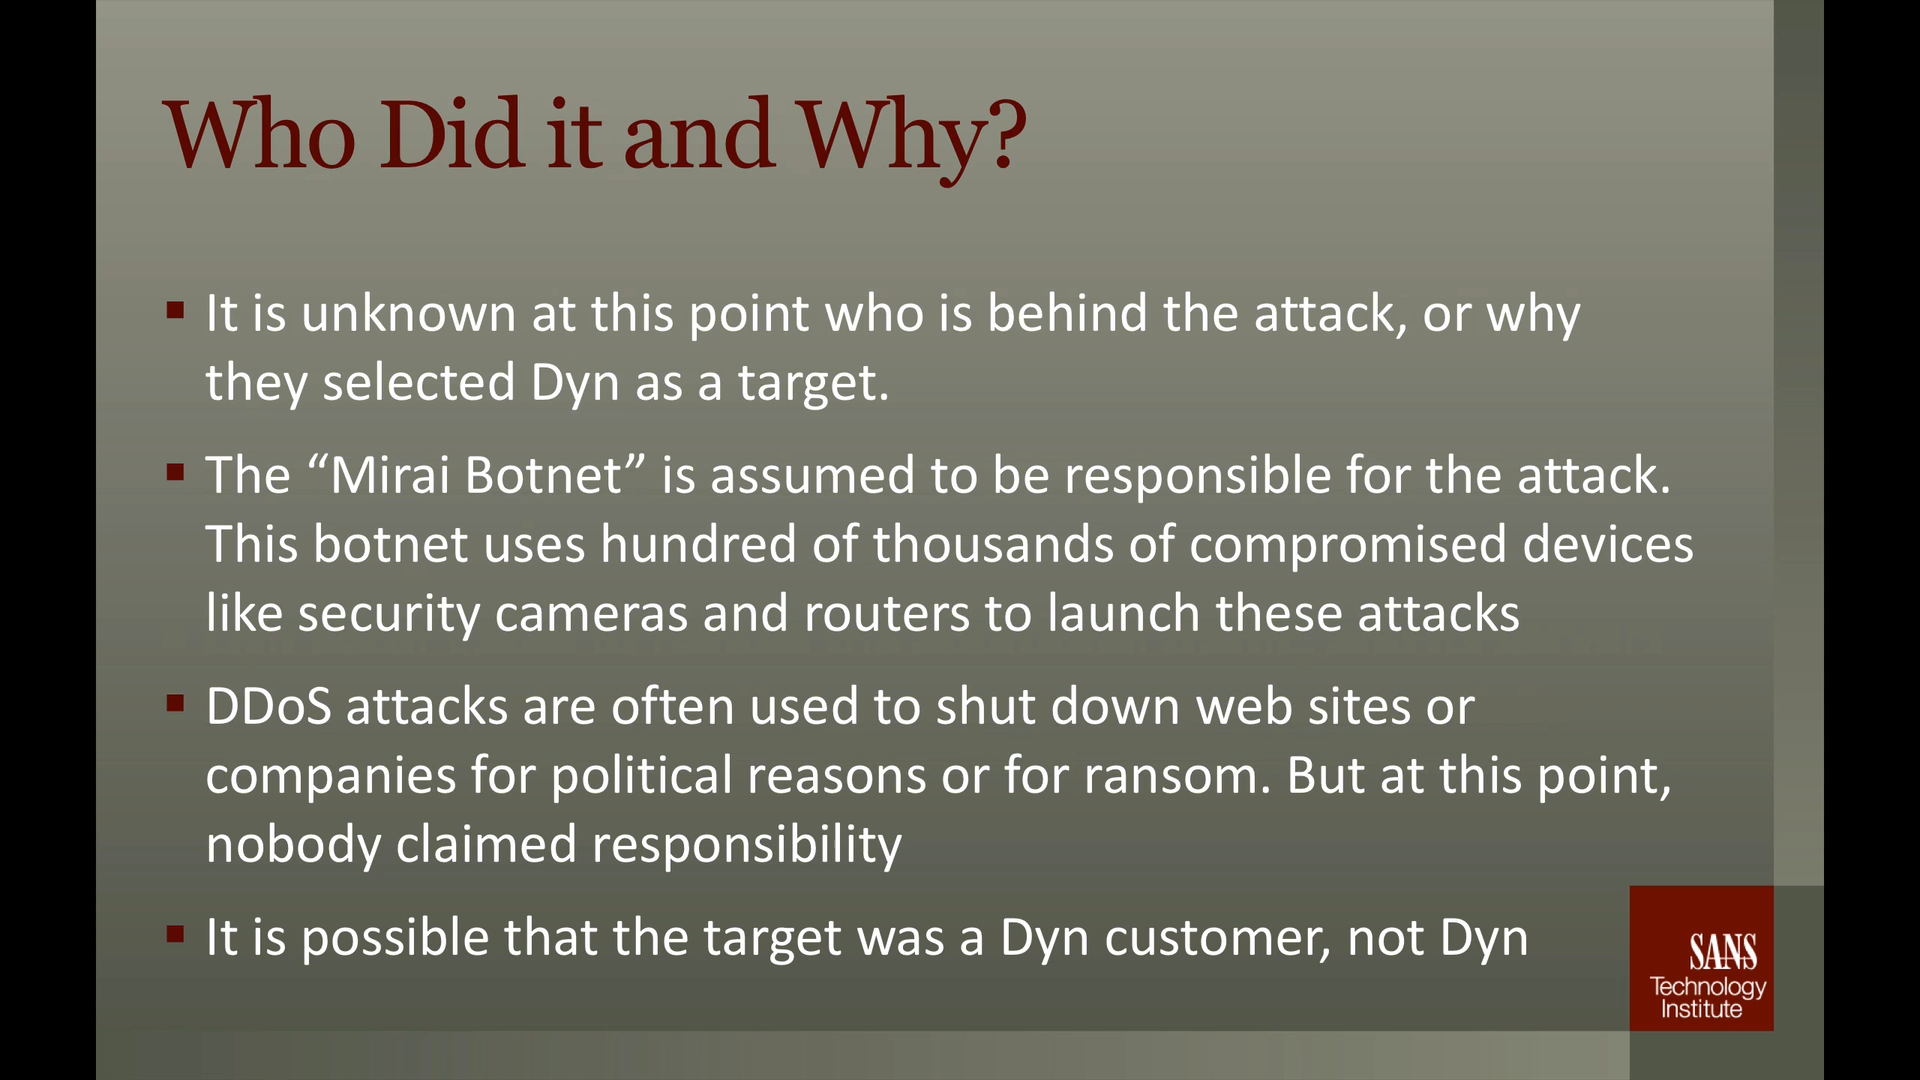 Who Did it and Why?
▪ It is unknown at this point who is behind the attack, or why
they selected Dyn as a target.
▪ The “Mirai Botnet” is assumed to be responsible for the attack.
This botnet uses hundred of thousands of compromised devices
like security cameras and routers to launch these attacks
▪ DDoS attacks are often used to shut down web sites or
companies for political reasons or for ransom. But at this point,
nobody claimed responsibility
▪ It is possible that the target was a Dyn customer, not Dyn
SANS
Technology
Institute